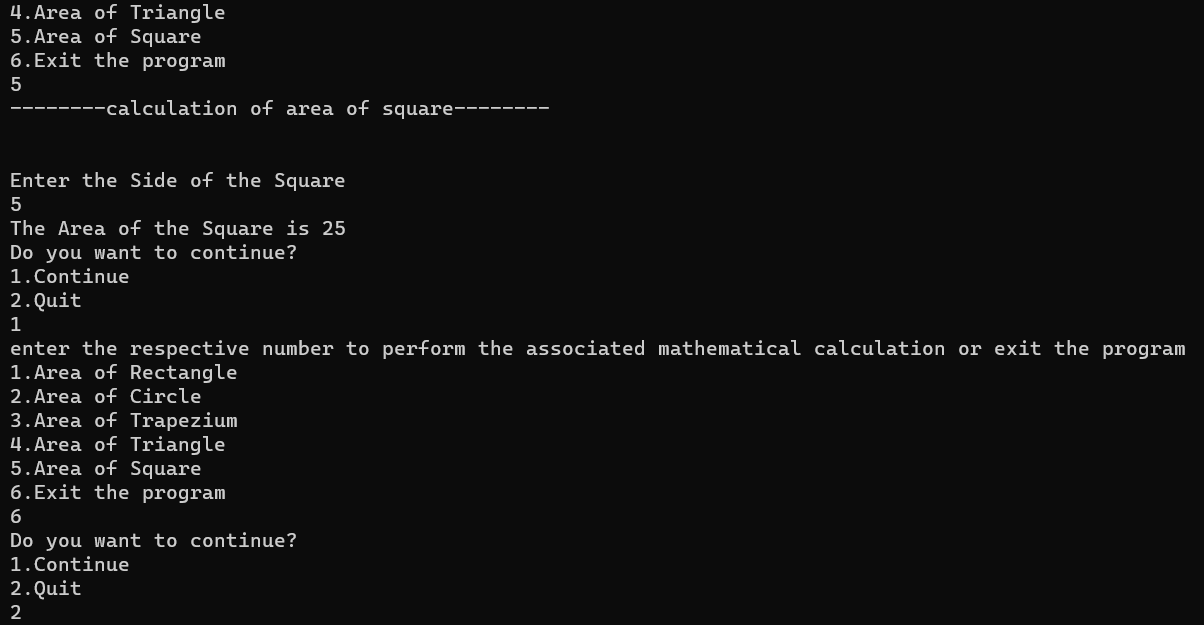 4.Area of Triangle
5.Area of Square
6.Exit the program
5
--------calculation of area of square--------
Enter the Side of the Square
5
The Area of the Square is 25
Do you want to continue?
1.Continue
2.Quit
1
enter the respective number to perform the associated mathematical calculation or exit the program
1.Area of Rectangle
2.Area of Circle
3.Area of Trapezium
4.Area of Triangle
5.Area of Square
6.Exit the program
6
Do you want to continue?
1.Continue
2.Quit
2